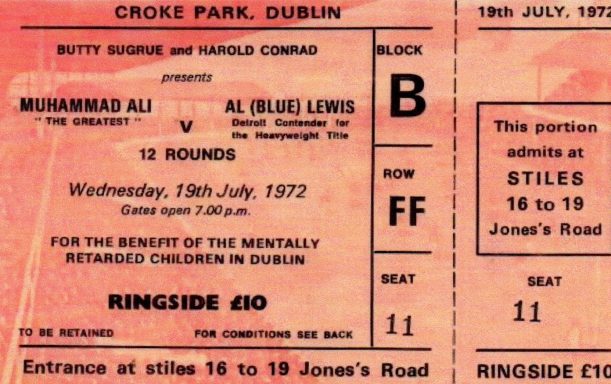 CROKE PARK, DUBLIN
BUTTY SUGRUE and HAROLD CONRAD
presents
MUHAMMAD ALI
" THE GREATEST "
V
AL (BLUE) LEWIS
Detroit Contender for
the Heavyweight Title
12 ROUNDS
Wednesday, 19th July, 1972
Gates open 7.00 p.m.
FOR THE BENEFIT OF THE MENTALLY
RETARDED CHILDREN IN DUBLIN
RINGSIDE £10
TO BE RETAINED FOR CONDITIONS SEE BACK
BLOCK
B
ROW
FF
SEAT
11
Entrance at stiles 16 to 19 Jones's Road
19th JULY, 1972
This portion
admits at
STILES
16 to 19
Jones's Road
SEAT
11
RINGSIDE £10